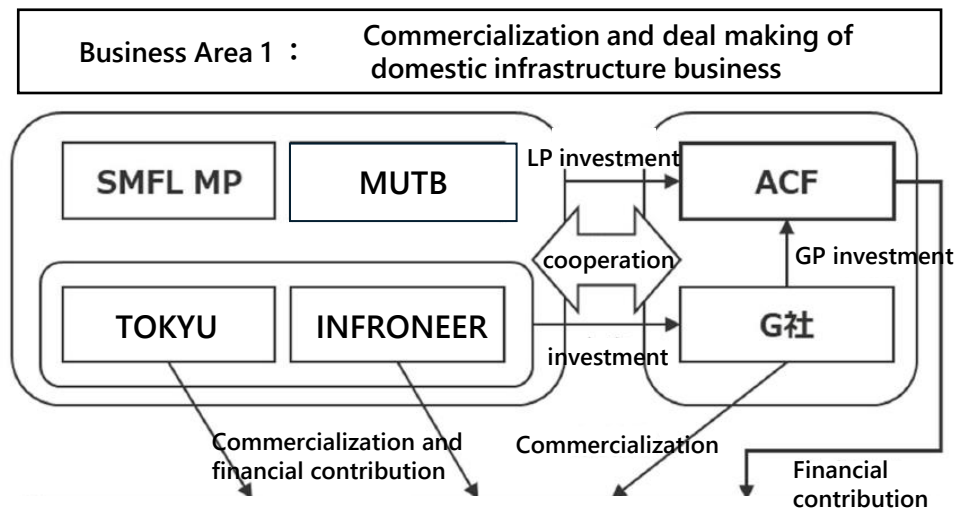 Business Area 1 ： Commercialization and deal making of
domestic infrastructure business
SMFL MP
MUTB
LP investment
ACF
cooperation
GP investment
TOKYU
INFRONEER
investment
G社
Commercialization and
financial contribution
Commercialization
Financial
contribution